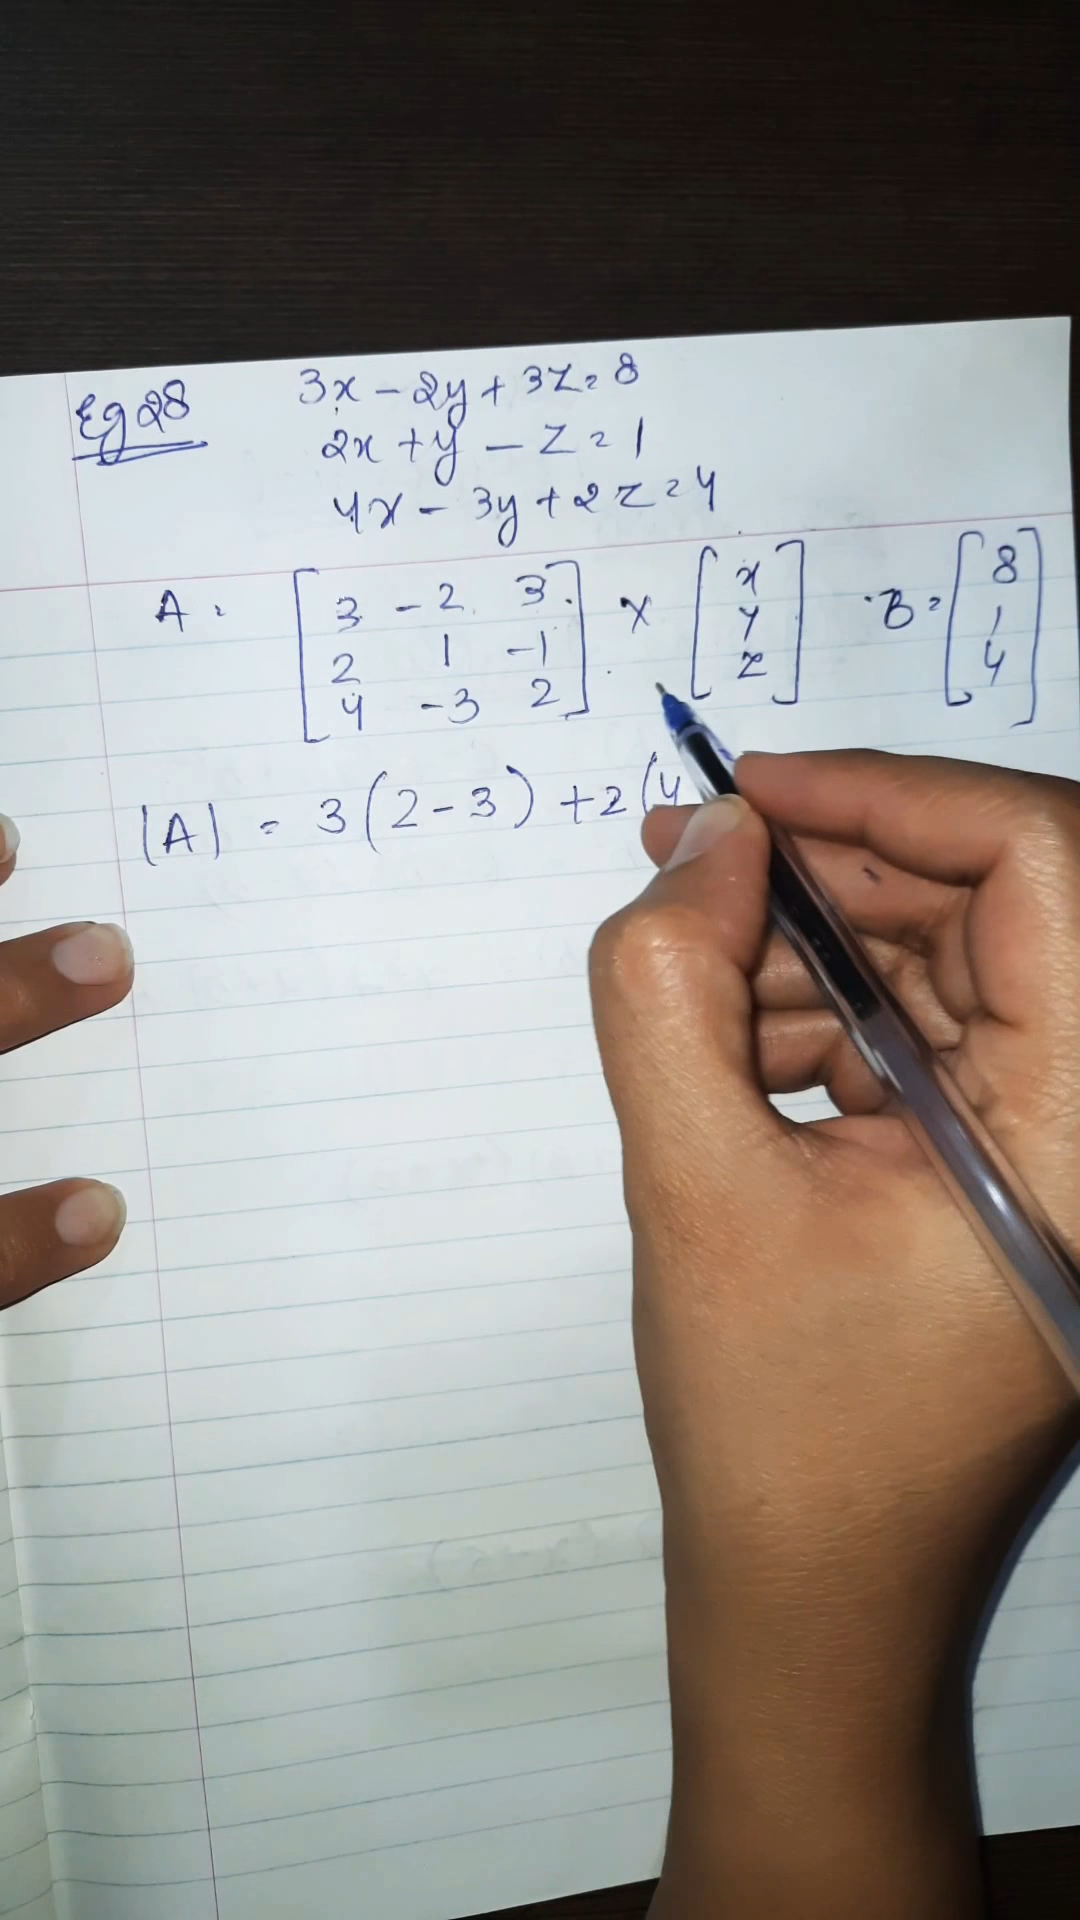 Eg 28 3x - 2y + 3z = 8
2x + y - z = 1
4x - 3y + 2z = 4
A = [ 3 -2 3 ] X [ x ] B = [ 8 ]
[ 2 1 -1 ] [ y ] [ 1 ]
[ 4 -3 2 ] [ z ] [ 4 ]
|A| = 3(2-3) +2(4